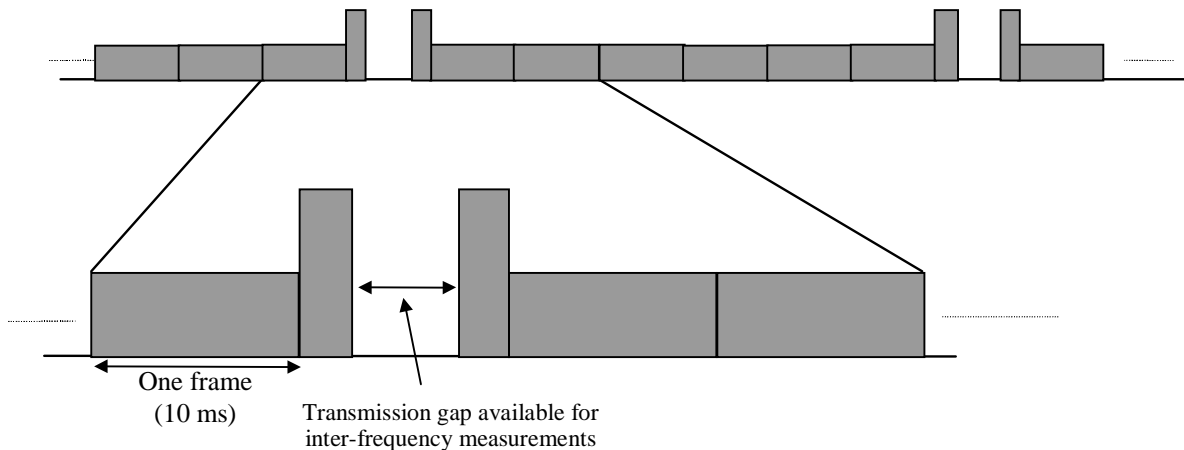 One frame
(10 ms)
Transmission gap available for
inter-frequency measurements